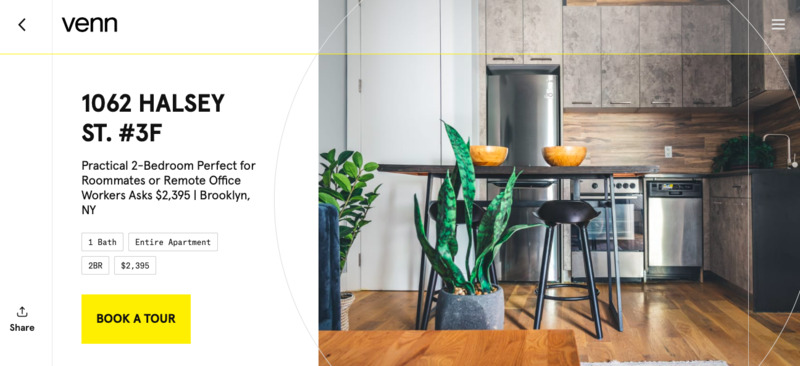 venn
1062 HALSEY
ST. #3F
Practical 2-Bedroom Perfect for
Roommates or Remote Office
Workers Asks $2,395 | Brooklyn,
NY
1 Bath
Entire Apartment
2BR
$2,395
BOOK A TOUR
Share